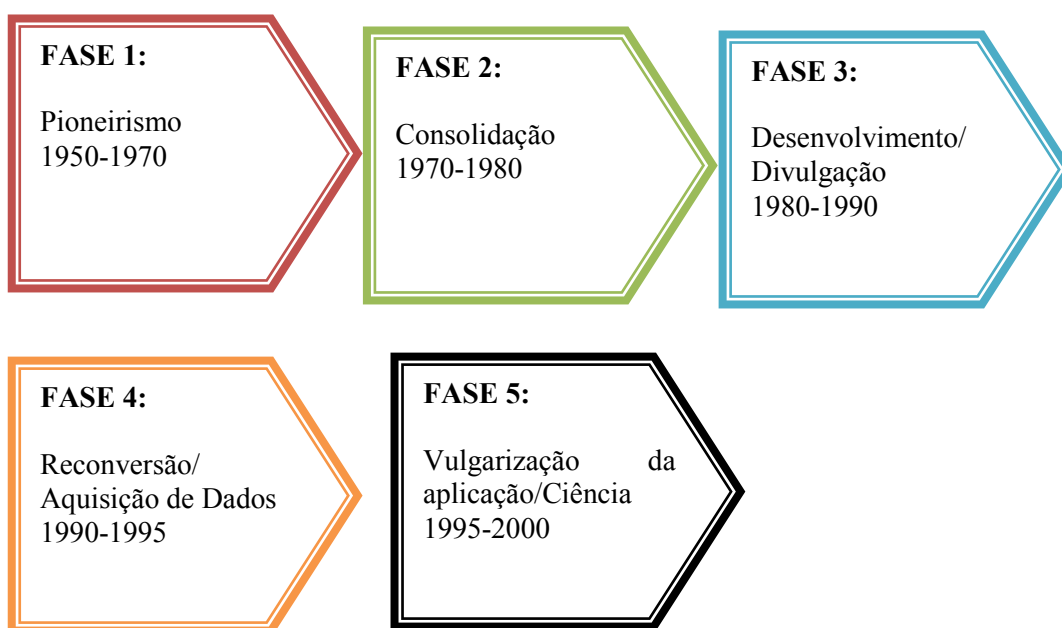 FASE 1:
Pioneirismo
1950-1970
FASE 2:
Consolidação
1970-1980
FASE 3:
Desenvolvimento/
Divulgação
1980-1990
FASE 4:
Reconversão/
Aquisição de Dados
1990-1995
FASE 5:
Vulgarização da
aplicação/Ciência
1995-2000